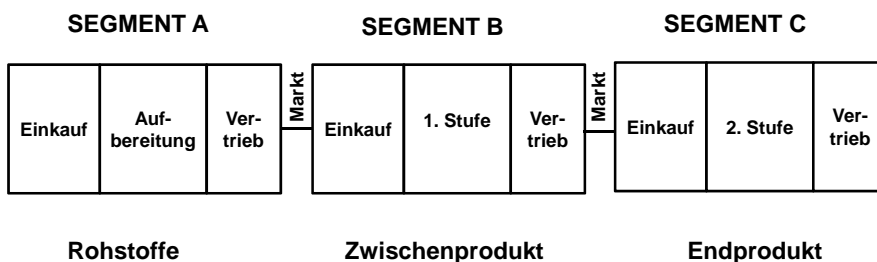 SEGMENT A
SEGMENT B
SEGMENT C
Einkauf
Auf-
bereitung
Ver-
trieb
Markt
Einkauf
1. Stufe
Ver-
trieb
Markt
Einkauf
2. Stufe
Ver-
trieb
Rohstoffe
Zwischenprodukt
Endprodukt